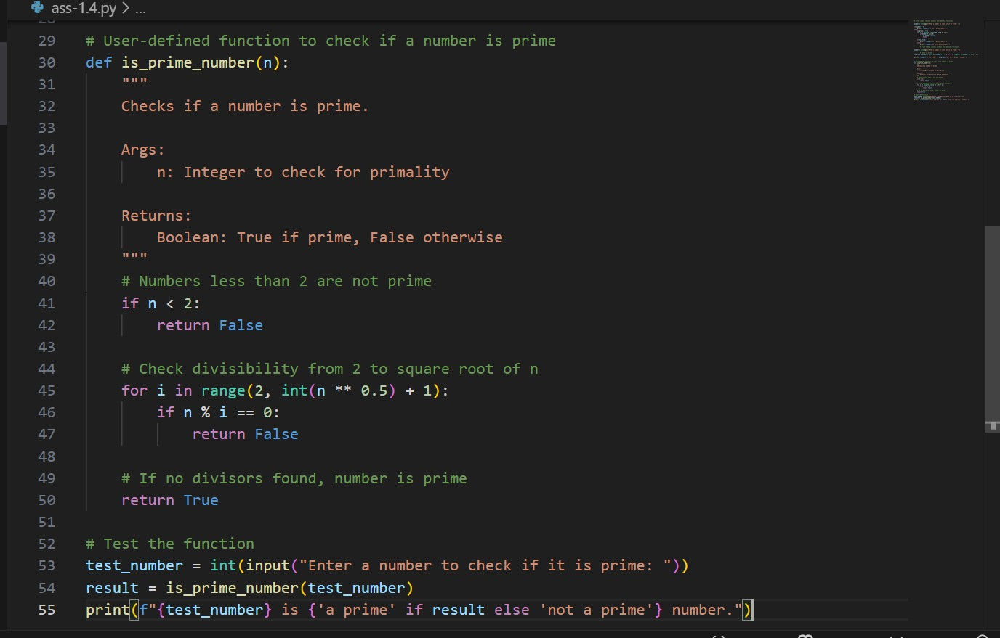 ass-1.4.py > ...
29 # User-defined function to check if a number is prime
30 def is_prime_number(n):
31     """
32     Checks if a number is prime.
33
34     Args:
35         n: Integer to check for primality
36
37     Returns:
38         Boolean: True if prime, False otherwise
39     """
40     # Numbers less than 2 are not prime
41     if n < 2:
42         return False
43
44     # Check divisibility from 2 to square root of n
45     for i in range(2, int(n ** 0.5) + 1):
46         if n % i == 0:
47             return False
48
49     # If no divisors found, number is prime
50     return True
51
52 # Test the function
53 test_number = int(input("Enter a number to check if it is prime: "))
54 result = is_prime_number(test_number)
55 print(f"{test_number} is {'a prime' if result else 'not a prime'} number.")